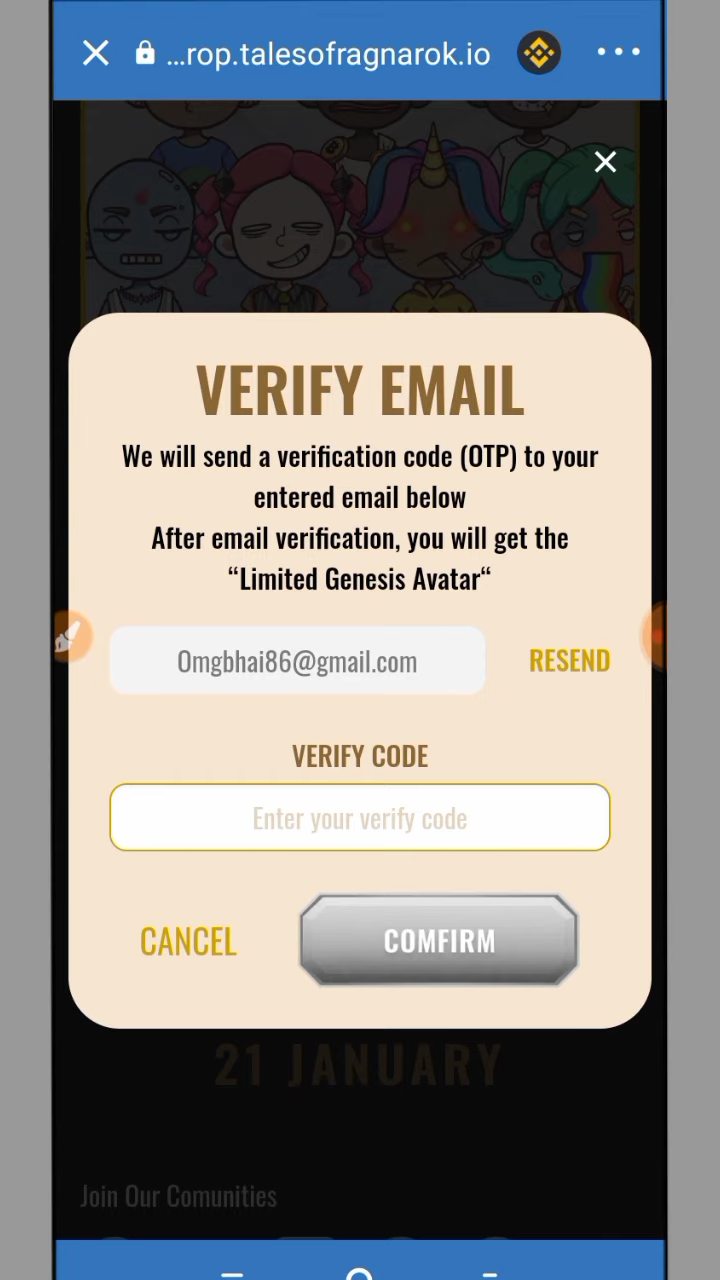 ...rop.talesofragnarok.io
VERIFY EMAIL
We will send a verification code (OTP) to your
entered email below
After email verification, you will get the
“Limited Genesis Avatar“
Omgbhai86@gmail.com
RESEND
VERIFY CODE
Enter your verify code
CANCEL
COMFIRM
21 JANUARY
Join Our Comunities